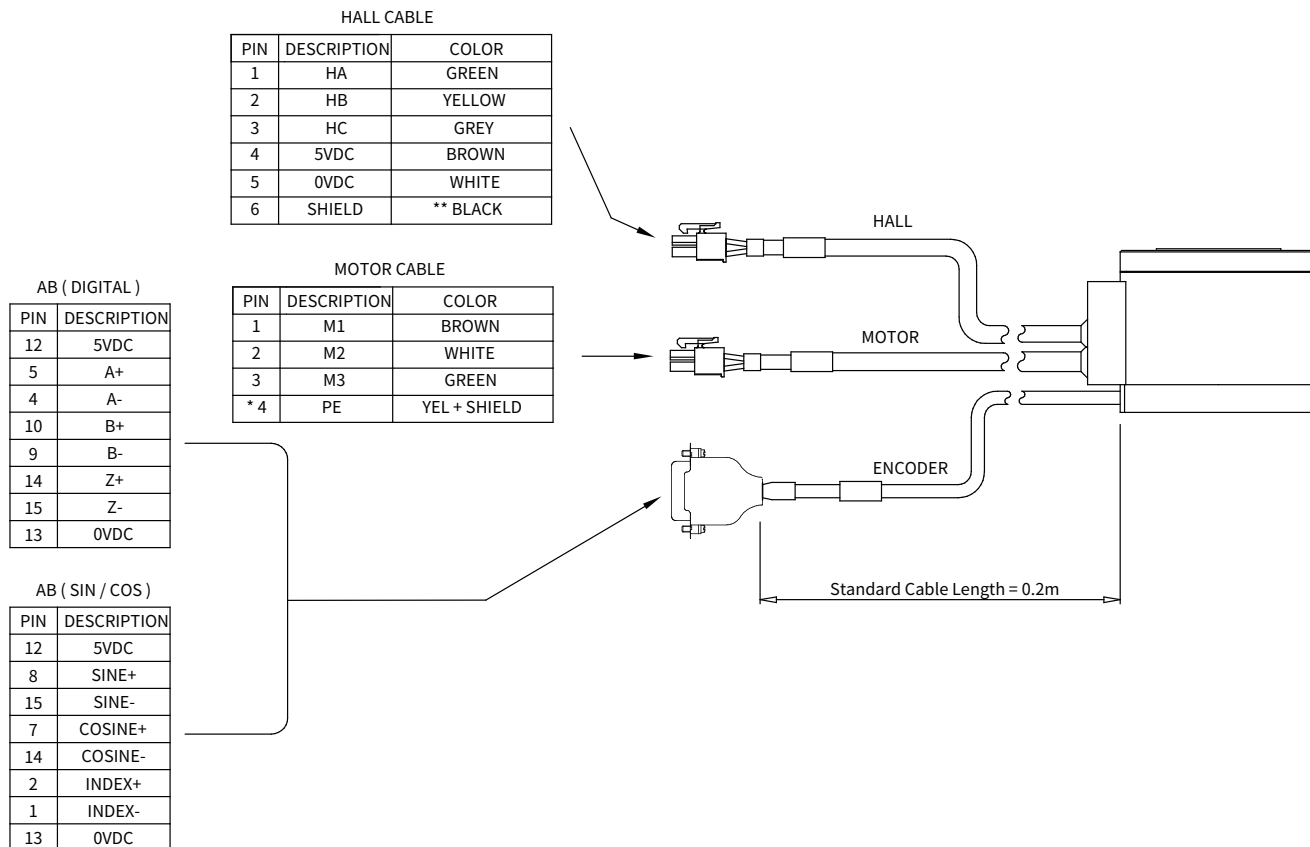 HALL CABLE
PIN DESCRIPTION COLOR
1 HA GREEN
2 HB YELLOW
3 HC GREY
4 5VDC BROWN
5 0VDC WHITE
6 SHIELD ** BLACK
MOTOR CABLE
PIN DESCRIPTION COLOR
1 M1 BROWN
2 M2 WHITE
3 M3 GREEN
* 4 PE YEL + SHIELD
AB ( DIGITAL )
PIN DESCRIPTION
12 5VDC
5 A+
4 A-
10 B+
9 B-
14 Z+
15 Z-
13 0VDC
AB ( SIN / COS )
PIN DESCRIPTION
12 5VDC
8 SINE+
15 SINE-
7 COSINE+
14 COSINE-
2 INDEX+
1 INDEX-
13 0VDC
HALL
MOTOR
ENCODER
Standard Cable Length = 0.2m